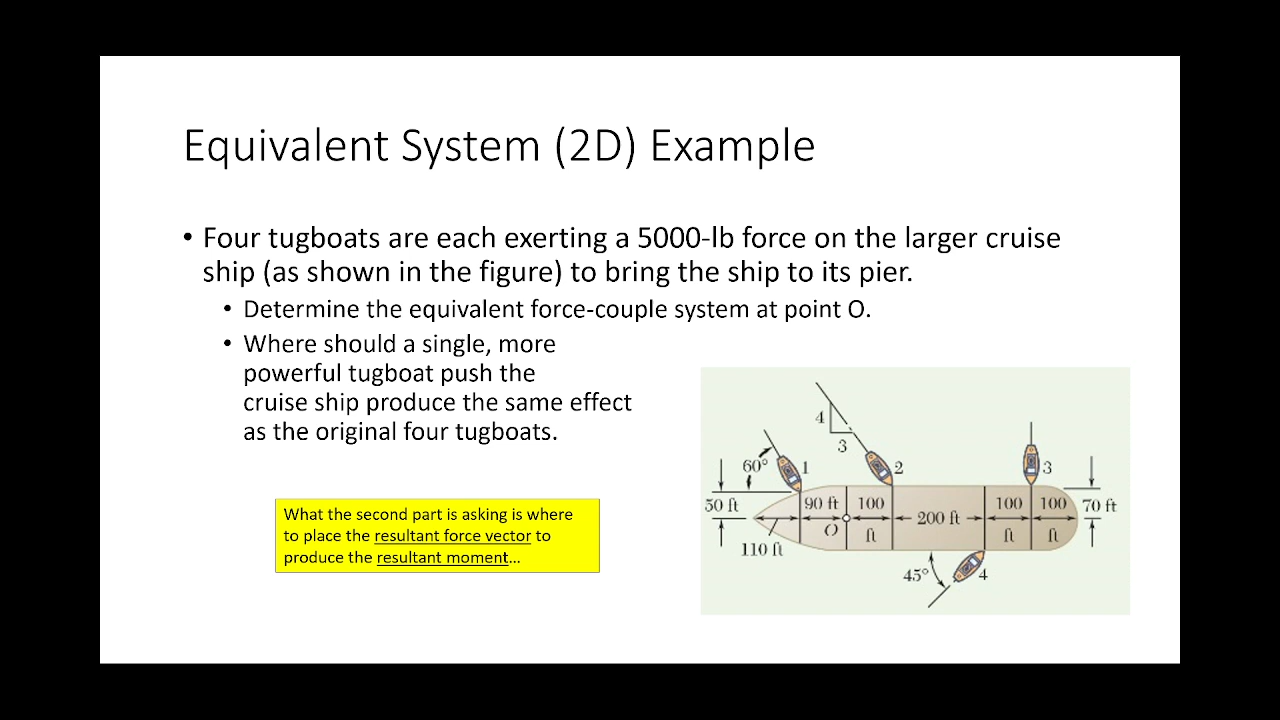 Equivalent System (2D) Example
• Four tugboats are each exerting a 5000-lb force on the larger cruise
ship (as shown in the figure) to bring the ship to its pier.
• Determine the equivalent force-couple system at point O.
• Where should a single, more
powerful tugboat push the
cruise ship produce the same effect
as the original four tugboats.
What the second part is asking is where
to place the resultant force vector to
produce the resultant moment...
4
3
60°
1
2
3
50 ft
90 ft
100
ft
200 ft
100
ft
100
ft
70 ft
O
110 ft
45°
4